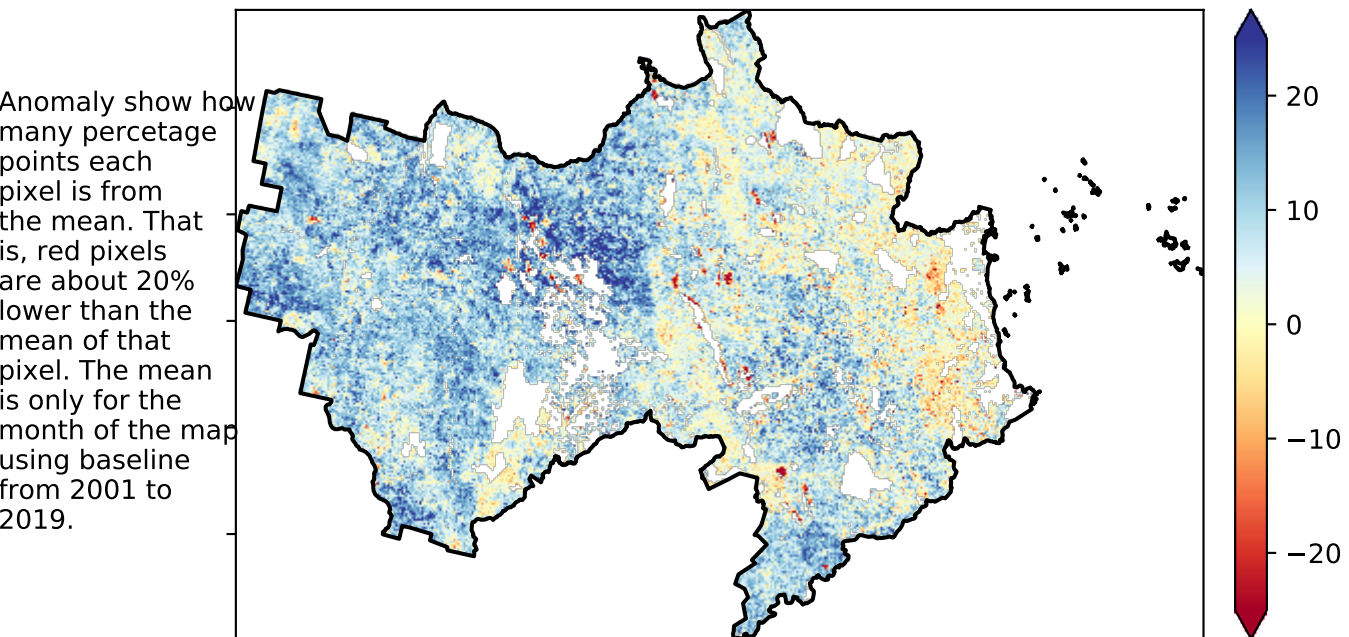 Anomaly show how
many percetage
points each
pixel is from
the mean. That
is, red pixels
are about 20%
lower than the
mean of that
pixel. The mean
is only for the
month of the map
using baseline
from 2001 to
2019.
20
10
0
−10
−20